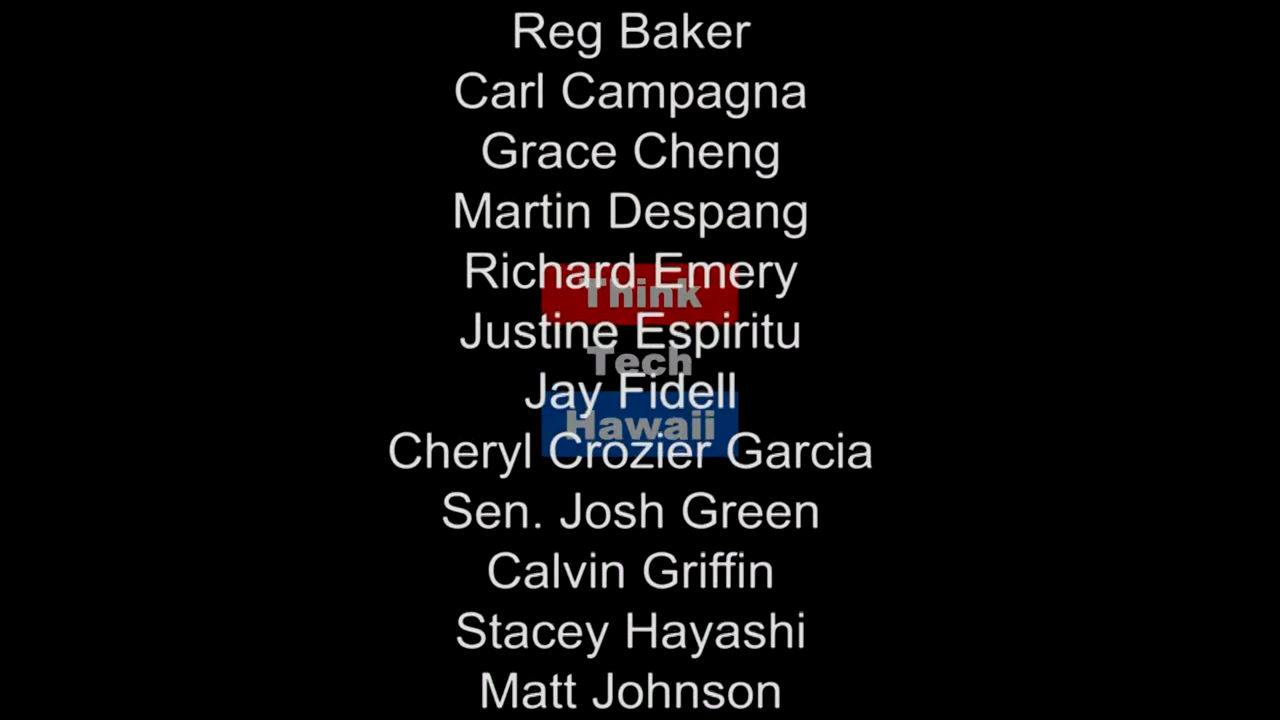 Reg Baker
Carl Campagna
Grace Cheng
Martin Despang
Richard Emery
Think
Justine Espiritu
Tech
Jay Fidell
Hawaii
Cheryl Crozier Garcia
Sen. Josh Green
Calvin Griffin
Stacey Hayashi
Matt Johnson